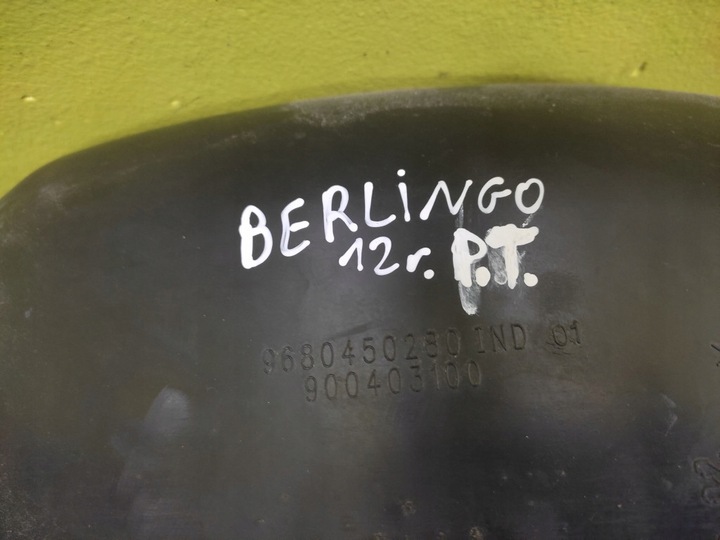 BERLiNGO
12r. P.T.
9680450280 IND 01
900403100